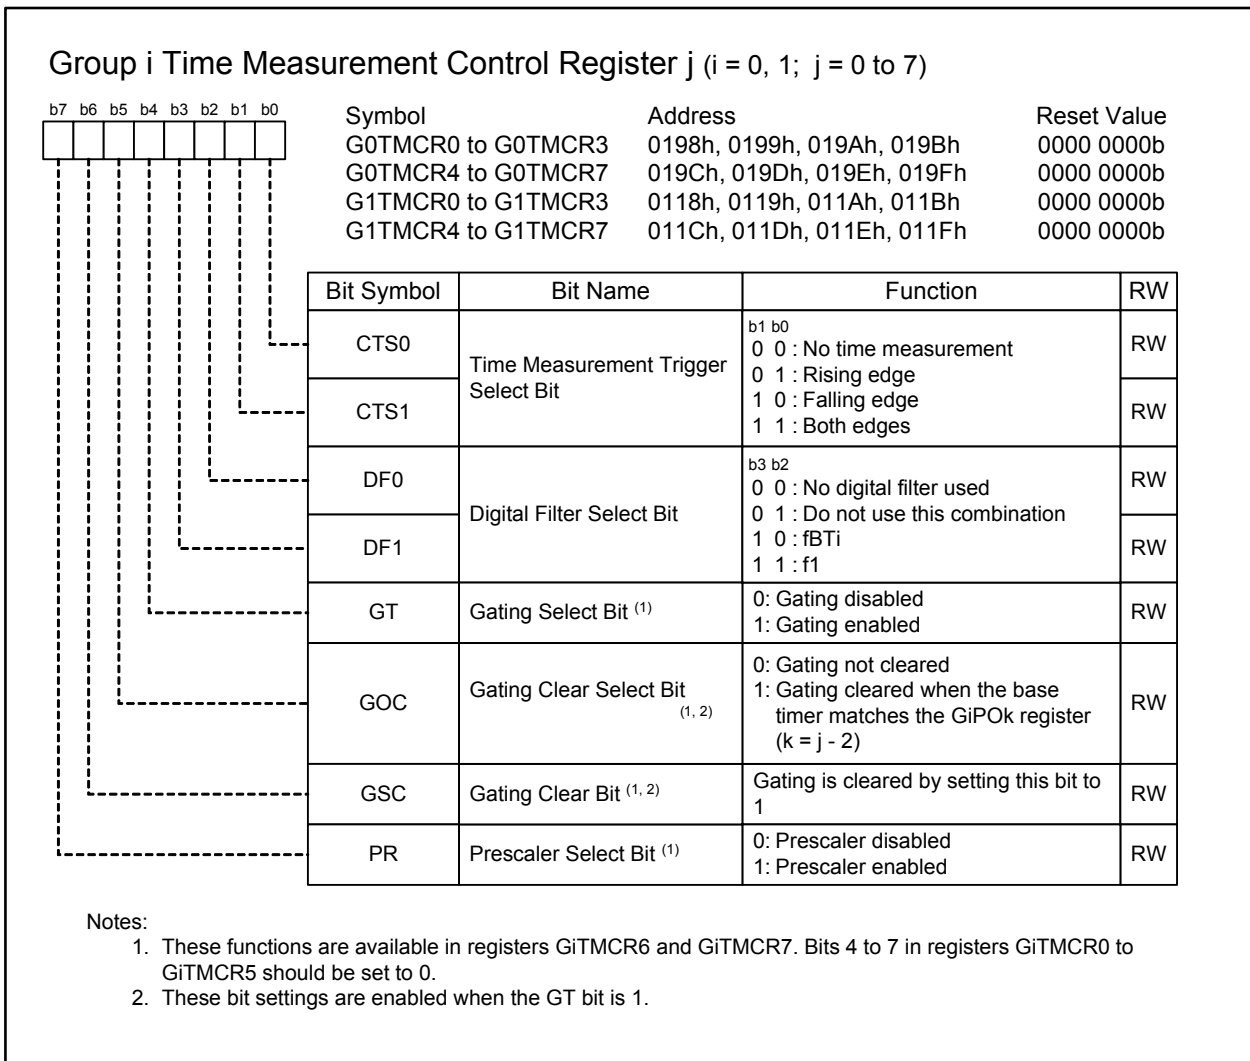 Group i Time Measurement Control Register j (i = 0, 1; j = 0 to 7)
b7 b6 b5 b4 b3 b2 b1 b0
Symbol Address Reset Value
G0TMCR0 to G0TMCR3 0198h, 0199h, 019Ah, 019Bh 0000 0000b
G0TMCR4 to G0TMCR7 019Ch, 019Dh, 019Eh, 019Fh 0000 0000b
G1TMCR0 to G1TMCR3 0118h, 0119h, 011Ah, 011Bh 0000 0000b
G1TMCR4 to G1TMCR7 011Ch, 011Dh, 011Eh, 011Fh 0000 0000b
Bit Symbol Bit Name Function RW
CTS0
CTS1
Time Measurement Trigger
Select Bit
b1 b0
0 0 : No time measurement
0 1 : Rising edge
1 0 : Falling edge
1 1 : Both edges
RW
RW
DF0
DF1
Digital Filter Select Bit
b3 b2
0 0 : No digital filter used
0 1 : Do not use this combination
1 0 : fBTi
1 1 : f1
RW
RW
GT
Gating Select Bit (1)
0: Gating disabled
1: Gating enabled
RW
GOC
Gating Clear Select Bit
(1, 2)
0: Gating not cleared
1: Gating cleared when the base
timer matches the GiPOk register
(k = j - 2)
RW
GSC
Gating Clear Bit (1, 2)
Gating is cleared by setting this bit to
1
RW
PR
Prescaler Select Bit (1)
0: Prescaler disabled
1: Prescaler enabled
RW
Notes:
1. These functions are available in registers GiTMCR6 and GiTMCR7. Bits 4 to 7 in registers GiTMCR0 to
GiTMCR5 should be set to 0.
2. These bit settings are enabled when the GT bit is 1.